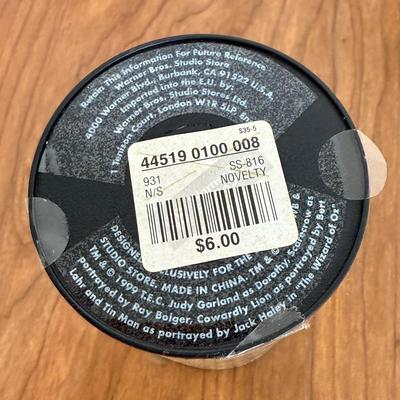 Retain This Information For Future Reference
Warner Bros. Studio Store
4000 Warner Blvd., Burbank, CA 91522 U.S.A.
Imported into the E.U. by:
Warner Bros. Studio Stores Ltd.
Court, London W1R 5LP
$35-5
44519 0100 008
931 SS-816
N/S NOVELTY
$6.00
DESIGNED EXCLUSIVELY FOR THE
STUDIO STORE. MADE IN CHINA. TM &
TM & © 1999 T.E.C. Judy Garland as Dorothy, Scarecrow as
portrayed by Ray Bolger, Cowardly Lion as portrayed by Bert
Lahr and Tin Man as portrayed by Jack Haley in "The Wizard of Oz"